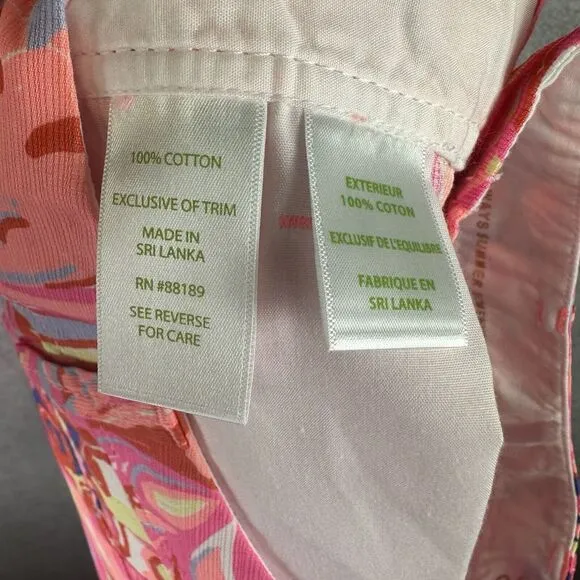 100% COTTON
EXCLUSIVE OF TRIM
MADE IN
SRI LANKA
RN #88189
SEE REVERSE
FOR CARE
EXTERIEUR
100% COTON
EXCLUSIF DE L'EQUILIBRE
FABRIQUE EN
SRI LANKA
SUMMER